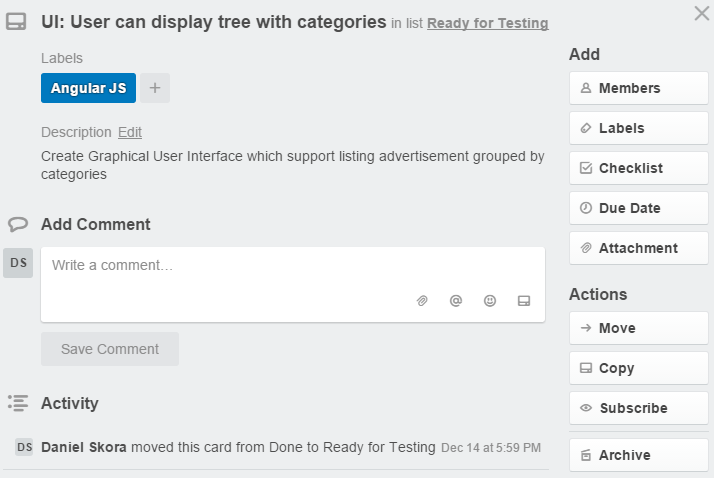 UI: User can display tree with categories in list Ready for Testing
Labels
Angular JS +
Description Edit
Create Graphical User Interface which support listing advertisement grouped by
categories
Add Comment
DS
Write a comment…
@
Save Comment
Activity
DS Daniel Skora moved this card from Done to Ready for Testing Dec 14 at 5:59 PM
Add
Members
Labels
Checklist
Due Date
Attachment
Actions
Move
Copy
Subscribe
Archive